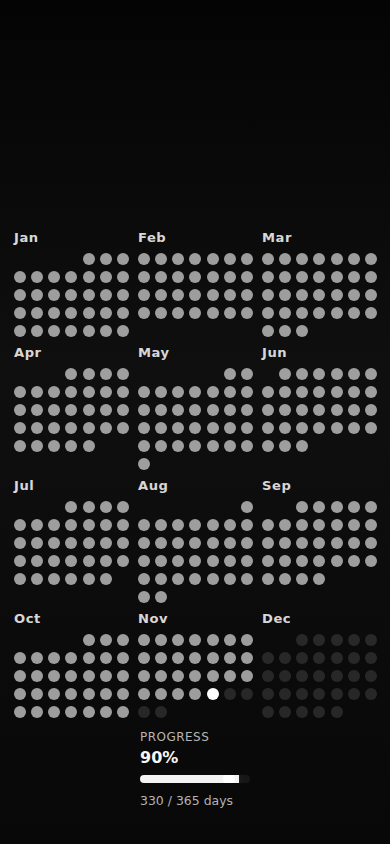 Jan Feb Mar
Apr May Jun
Jul Aug Sep
Oct Nov Dec
PROGRESS
90%
330 / 365 days